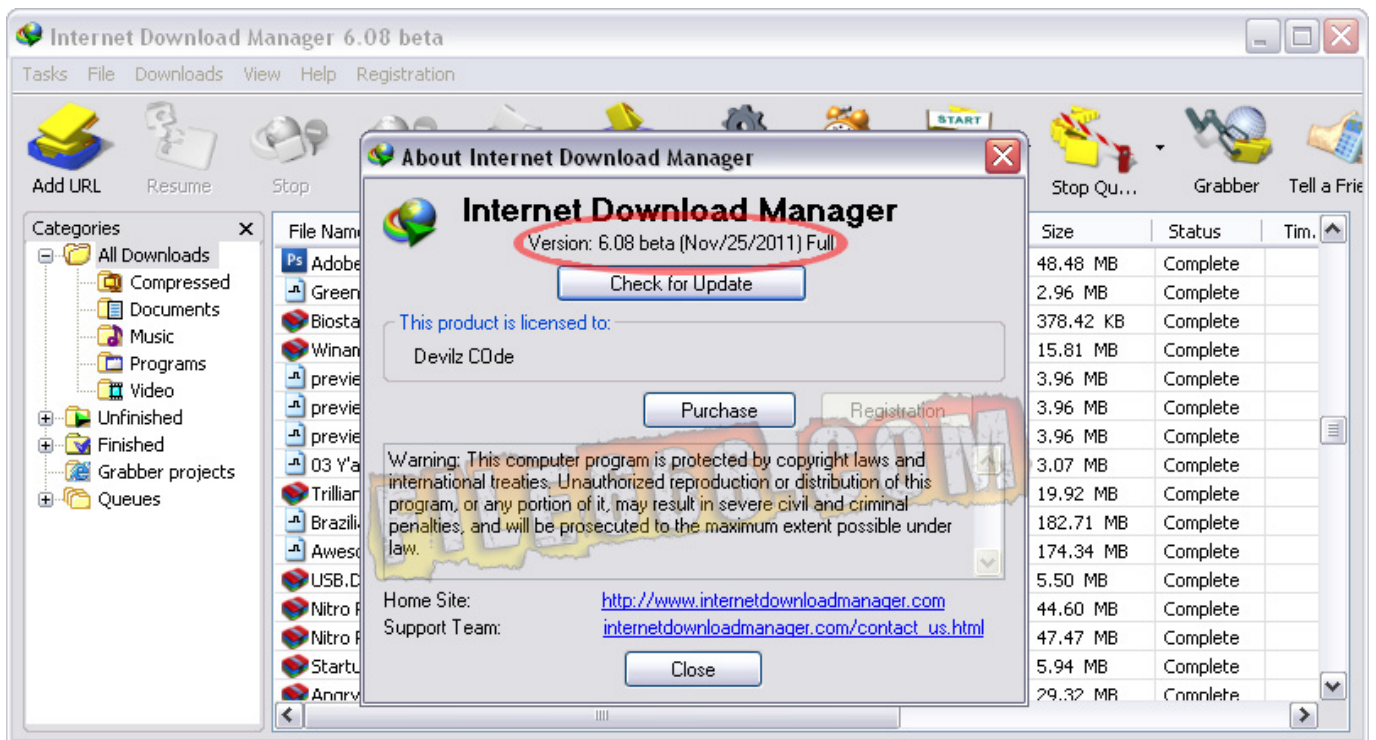 Internet Download Manager 6.08 beta
Tasks File Downloads View Help Registration
START
Add URL Resume Stop Stop Qu... Grabber Tell a Frie
About Internet Download Manager
Internet Download Manager
Version: 6.08 beta (Nov/25/2011) Full
Check for Update
This product is licensed to:
Devilz C0de
Purchase Registration
Warning: This computer program is protected by copyright laws and
international treaties. Unauthorized reproduction or distribution of this
program, or any portion of it, may result in severe civil and criminal
penalties, and will be prosecuted to the maximum extent possible under
law.
FILE666.COM
Home Site: http://www.internetdownloadmanager.com
Support Team: internetdownloadmanager.com/contact_us.html
Close
Categories
All Downloads
Compressed
Documents
Music
Programs
Video
Unfinished
Finished
Grabber projects
Queues
File Nam Size Status Tim.
Ps Adobe 48.48 MB Complete
Green 2.96 MB Complete
Biosta 378.42 KB Complete
Winam 15.81 MB Complete
previe 3.96 MB Complete
previe 3.96 MB Complete
previe 3.96 MB Complete
03 Y'a 3.07 MB Complete
Trillian 19.92 MB Complete
Brazili 182.71 MB Complete
Aweso 174.34 MB Complete
USB.D 5.50 MB Complete
Nitro P 44.60 MB Complete
Nitro P 47.47 MB Complete
Startu 5.94 MB Complete
Angry 29.32 MB Complete